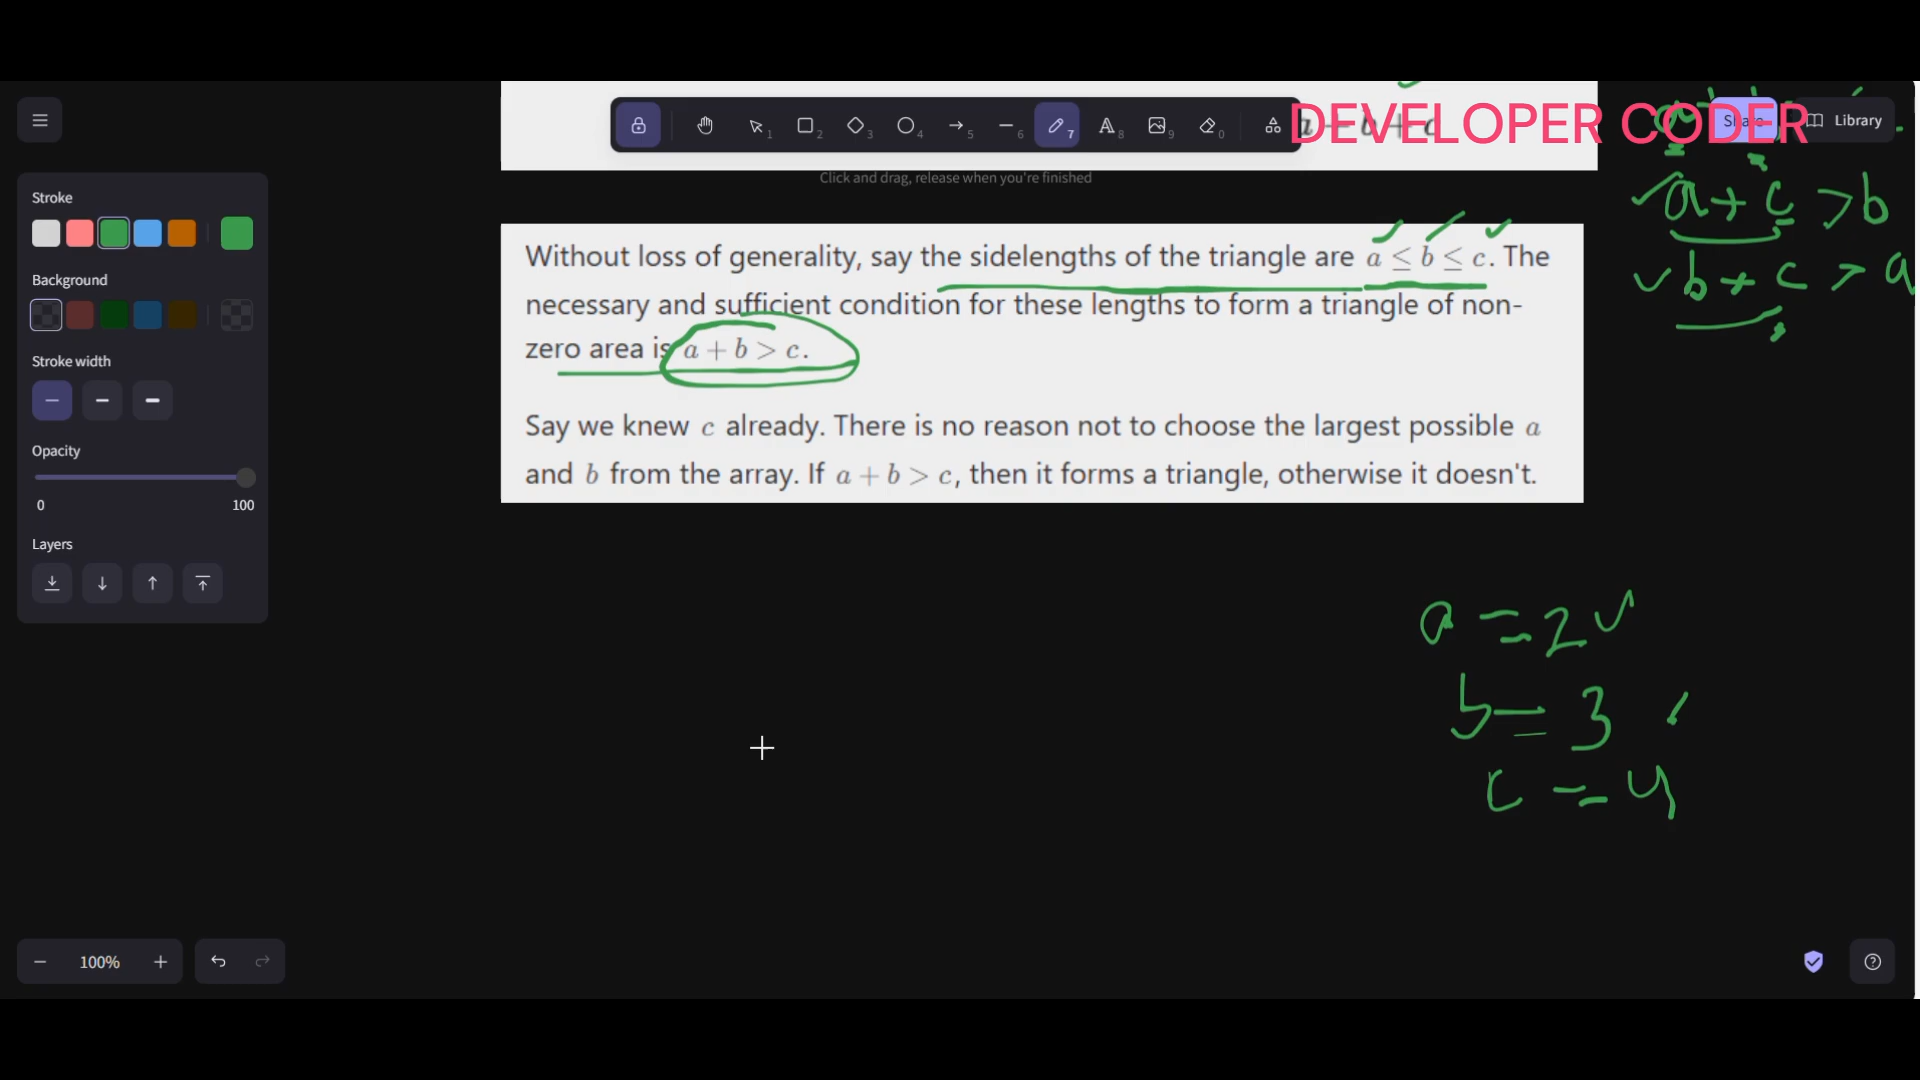 DEVELOPER CODER
Library
Click and drag, release when you're finished
a + c > b
b + c > a
Stroke
Background
Stroke width
Opacity
0 100
Layers
Without loss of generality, say the sidelengths of the triangle are a ≤ b ≤ c. The
necessary and sufficient condition for these lengths to form a triangle of non-
zero area is a + b > c.
Say we knew c already. There is no reason not to choose the largest possible a
and b from the array. If a + b > c, then it forms a triangle, otherwise it doesn't.
a = 2
b = 3
c = 4
100%